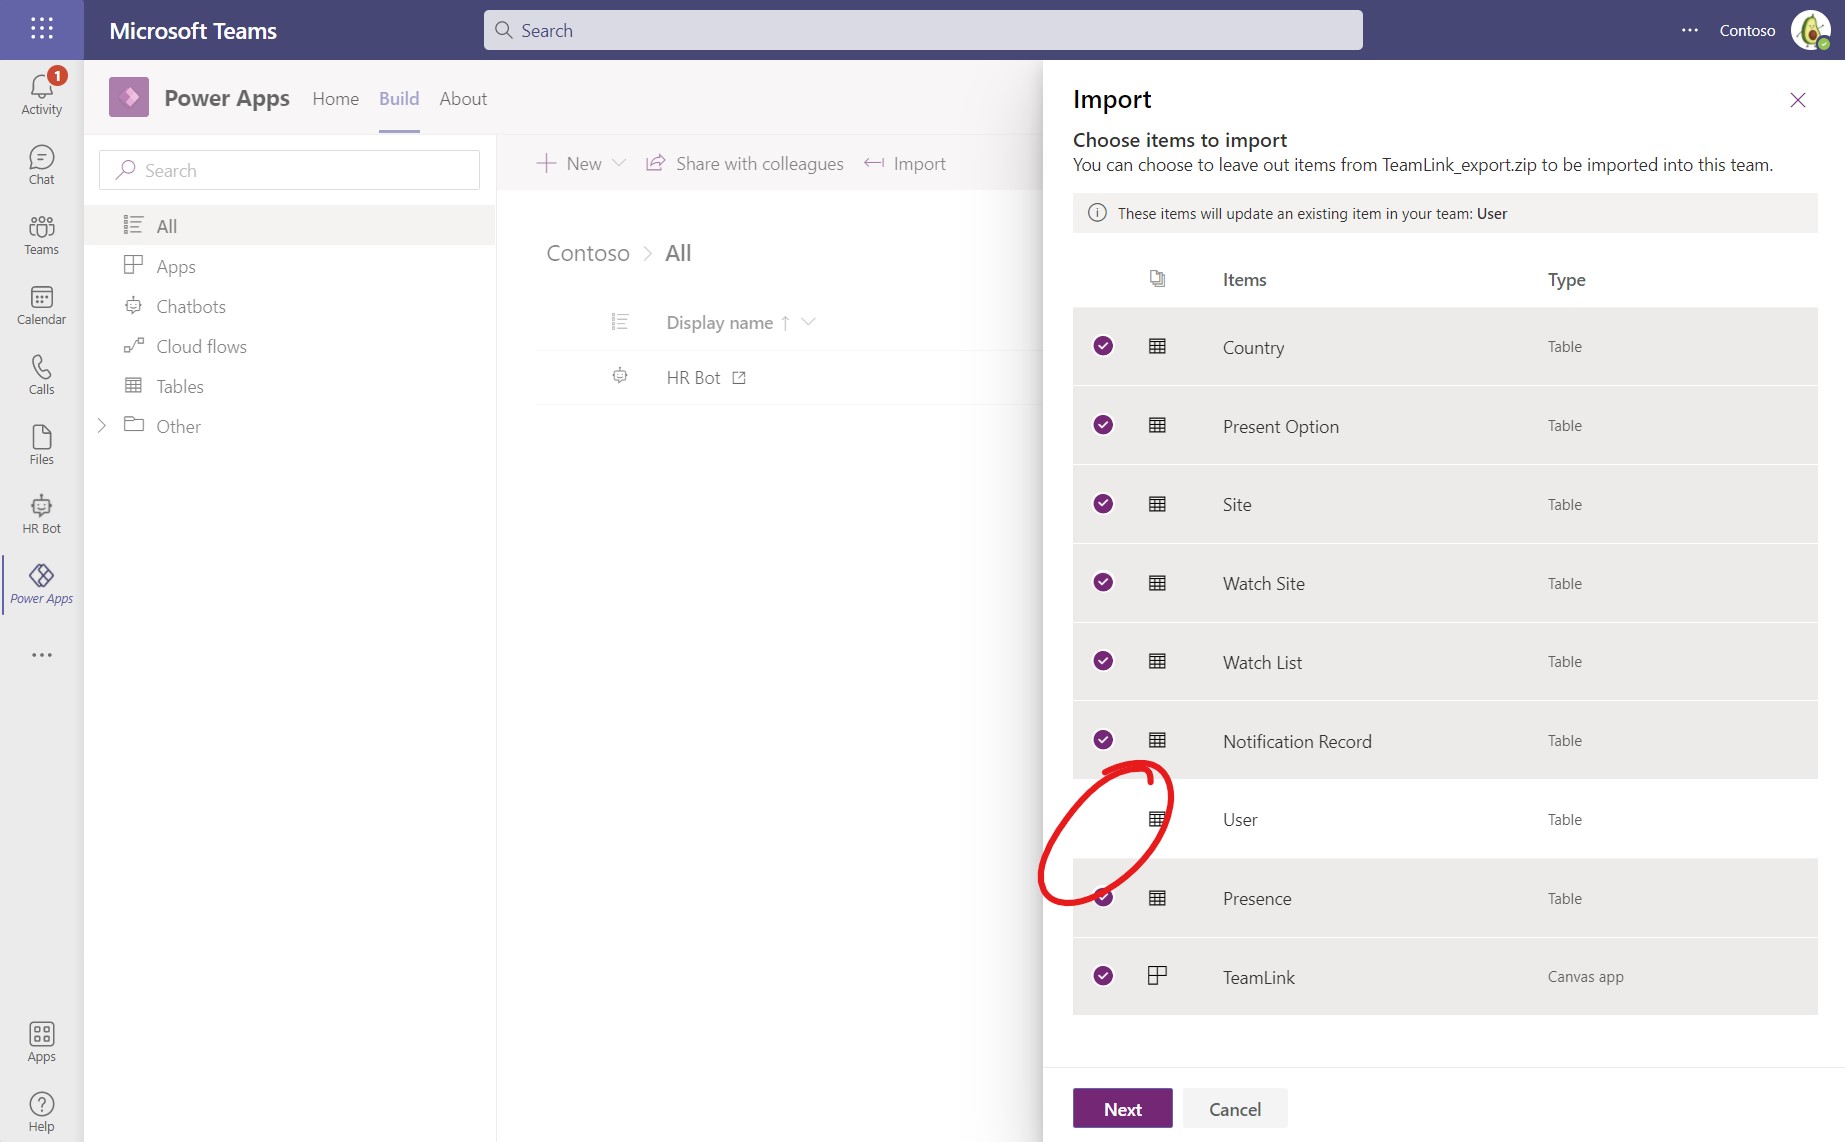 Microsoft Teams
Search
Contoso
1
Activity
Chat
Teams
Calendar
Calls
Files
HR Bot
Power Apps
Apps
Help
Power Apps
Home
Build
About
Search
All
Apps
Chatbots
Cloud flows
Tables
Other
New
Share with colleagues
Import
Contoso > All
Display name
HR Bot
Import
Choose items to import
You can choose to leave out items from TeamLink_export.zip to be imported into this team.
These items will update an existing item in your team: User
Items Type
Country Table
Present Option Table
Site Table
Watch Site Table
Watch List Table
Notification Record Table
User Table
Presence Table
TeamLink Canvas app
Next Cancel